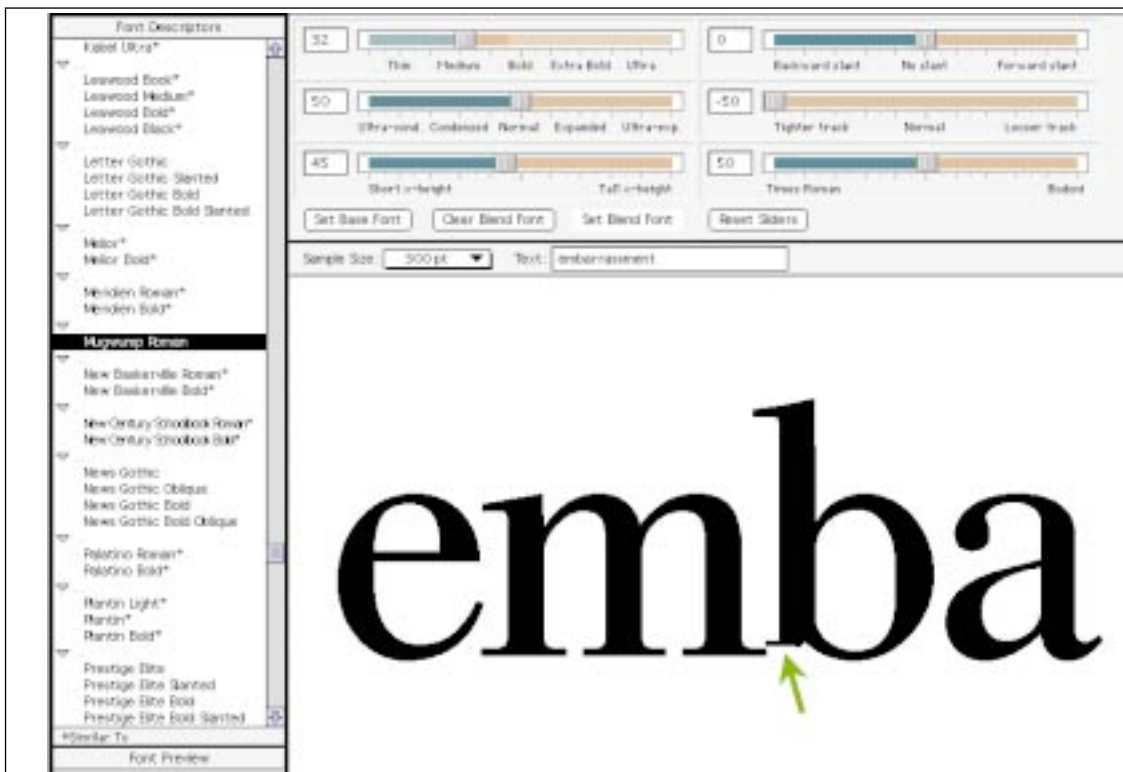 Font Descriptors
Kabel Ultra*
Leawood Book*
Leawood Medium*
Leawood Bold*
Leawood Black*
Letter Gothic
Letter Gothic Slanted
Letter Gothic Bold
Letter Gothic Bold Slanted
Melior*
Melior Bold*
Meridien Roman*
Meridien Bold*
Mugwump Roman
New Baskerville Roman*
New Baskerville Bold*
New Century Schoolbook Roman*
New Century Schoolbook Bold*
News Gothic
News Gothic Oblique
News Gothic Bold
News Gothic Bold Oblique
Palatino Roman*
Palatino Bold*
Plantin Light*
Plantin*
Plantin Bold*
Prestige Elite
Prestige Elite Slanted
Prestige Elite Bold
Prestige Elite Bold Slanted
*Similar To
Font Preview
32
Thin Medium Bold Extra Bold Ultra
50
Ultra-cond Condensed Normal Expanded Ultra-exp
45
Short x-height Tall x-height
Set Base Font Clear Blend Font Set Blend Font
0
Backward slant No slant Forward slant
-50
Tighter track Normal Looser track
50
Times Roman Bodoni
Reset Sliders
Sample Size: 300 pt Text: embarrassment
emba